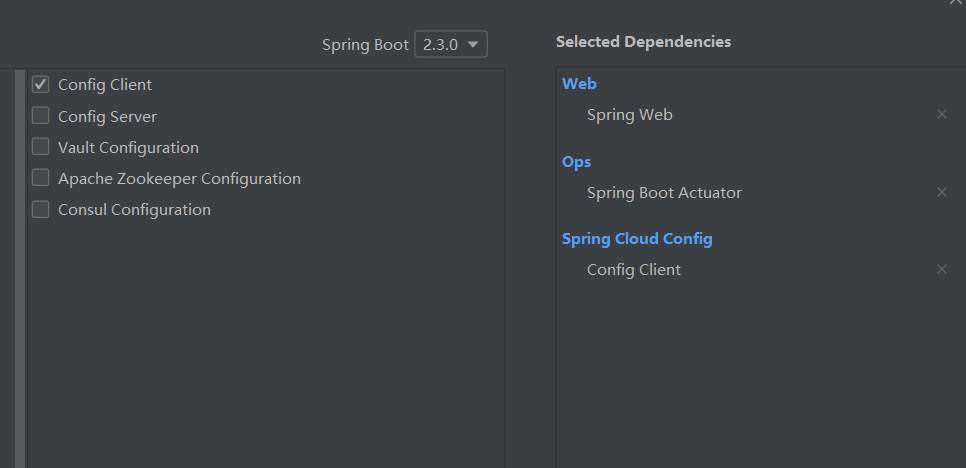 Spring Boot 2.3.0
Config Client
Config Server
Vault Configuration
Apache Zookeeper Configuration
Consul Configuration
Selected Dependencies
Web
Spring Web
Ops
Spring Boot Actuator
Spring Cloud Config
Config Client